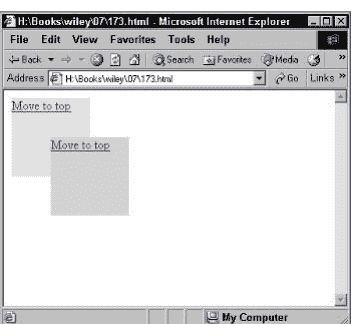 H:\Books\wiley\07\173.html - Microsoft Internet Explorer
File Edit View Favorites Tools Help
Back Search Favorites Media »
Address H:\Books\wiley\07\173.html Go Links »
Move to top
Move to top
My Computer